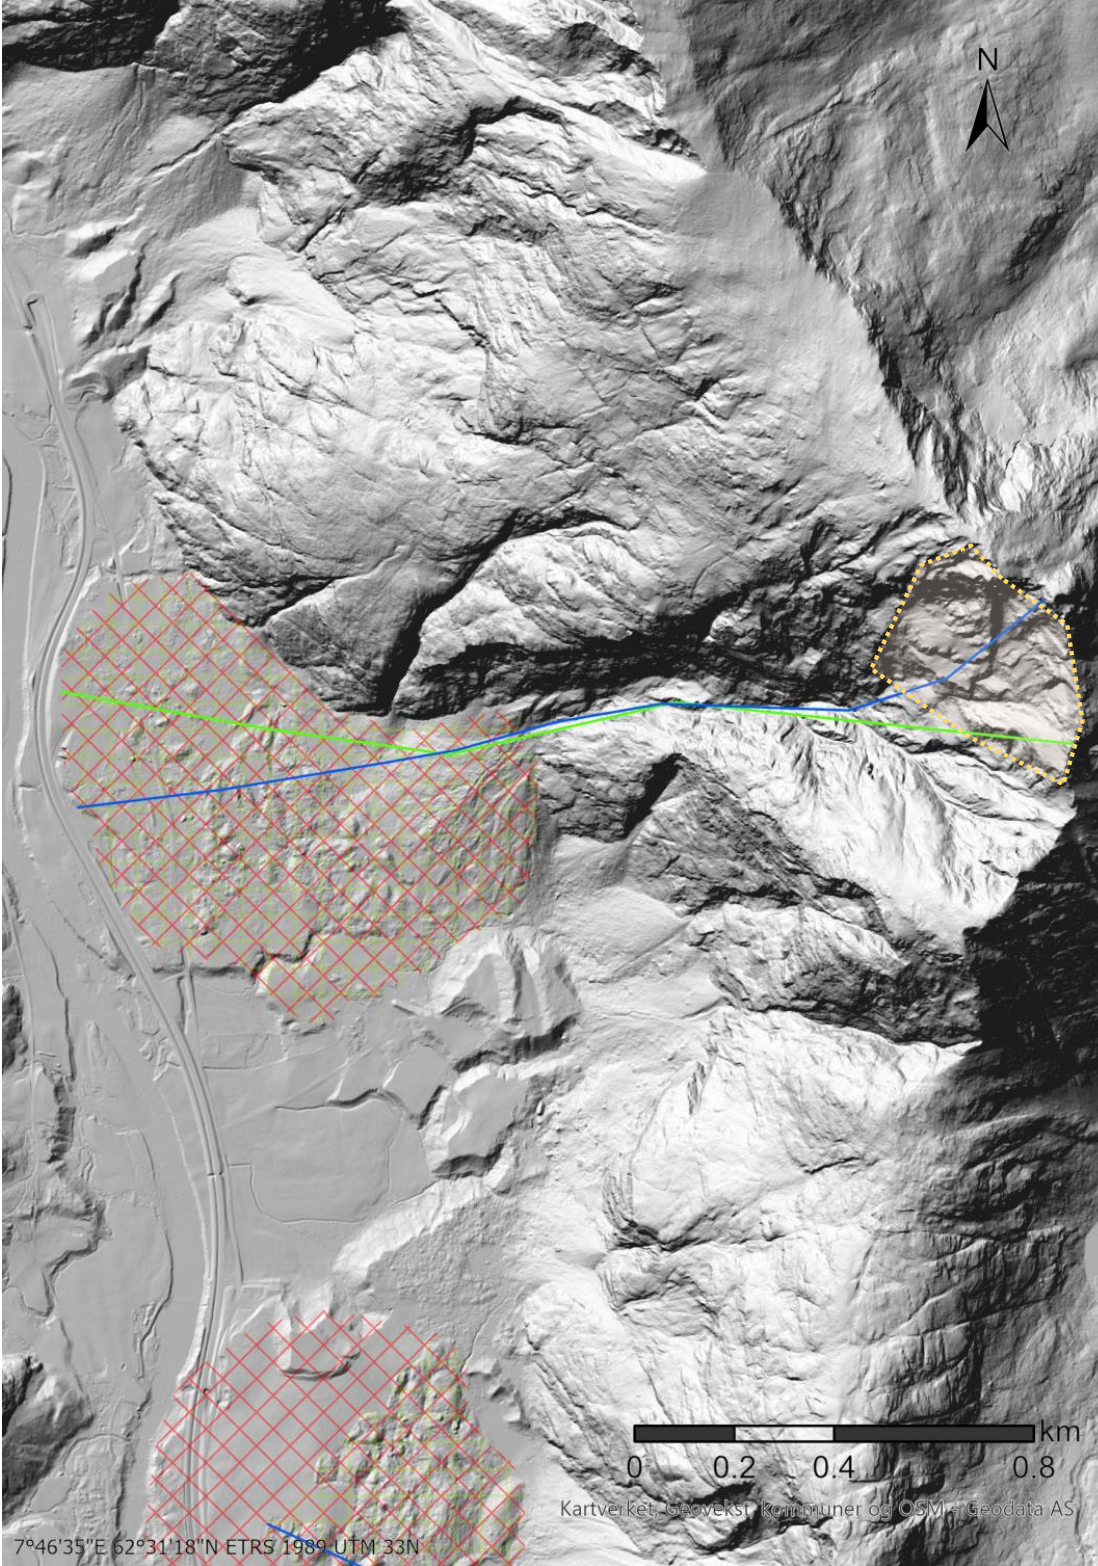 N
km
0 0.2 0.4 0.8
Kartverket, Geovekst, kommuner og OSM - Geodata AS
7°46'35"E 62°31'18"N ETRS 1989 UTM 33N